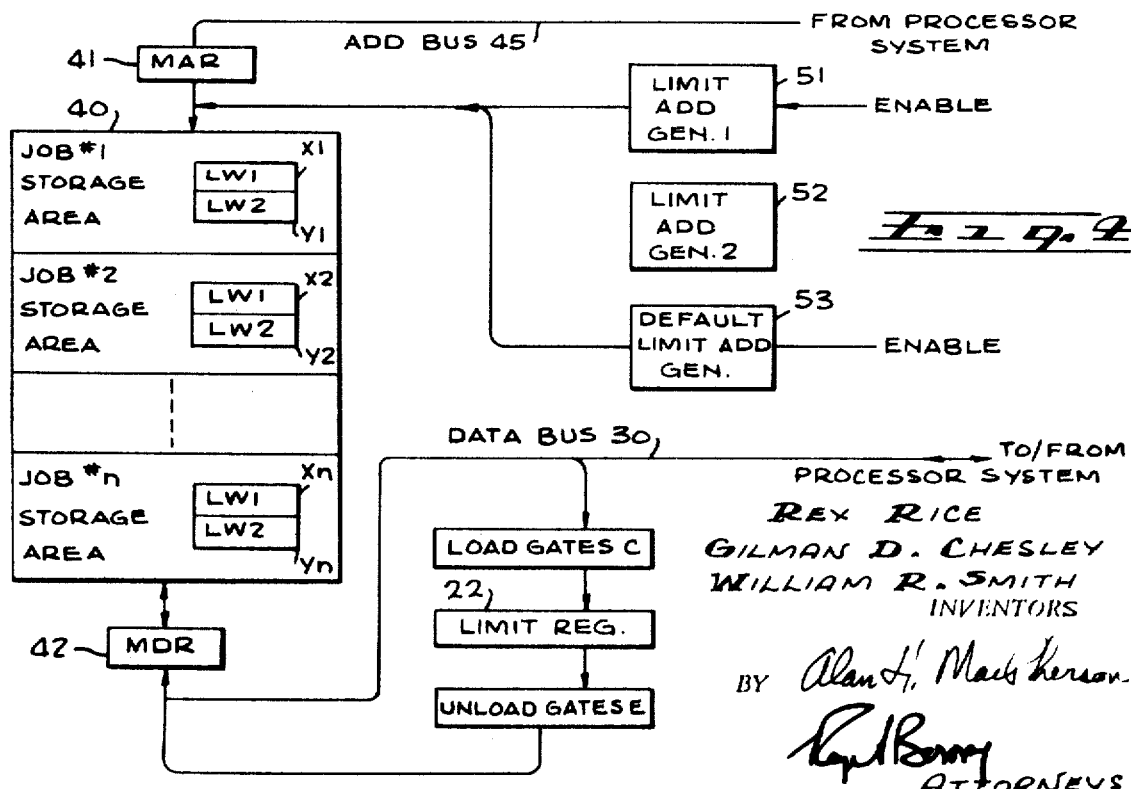 FROM PROCESSOR
SYSTEM
ADD BUS 45
41
MAR
51
LIMIT
ADD
GEN. 1
ENABLE
40
JOB #1
STORAGE
AREA
X1
LW1
LW2
Y1
52
LIMIT
ADD
GEN. 2
JOB #2
STORAGE
AREA
X2
LW1
LW2
Y2
53
DEFAULT
LIMIT ADD
GEN.
ENABLE
DATA BUS 30
TO/FROM
PROCESSOR SYSTEM
JOB #n
STORAGE
AREA
Xn
LW1
LW2
Yn
LOAD GATES C
22
LIMIT REG.
UNLOAD GATES E
42
MDR
REX RICE
GILMAN D. CHESLEY
WILLIAM R. SMITH
INVENTORS
BY
ATTORNEYS